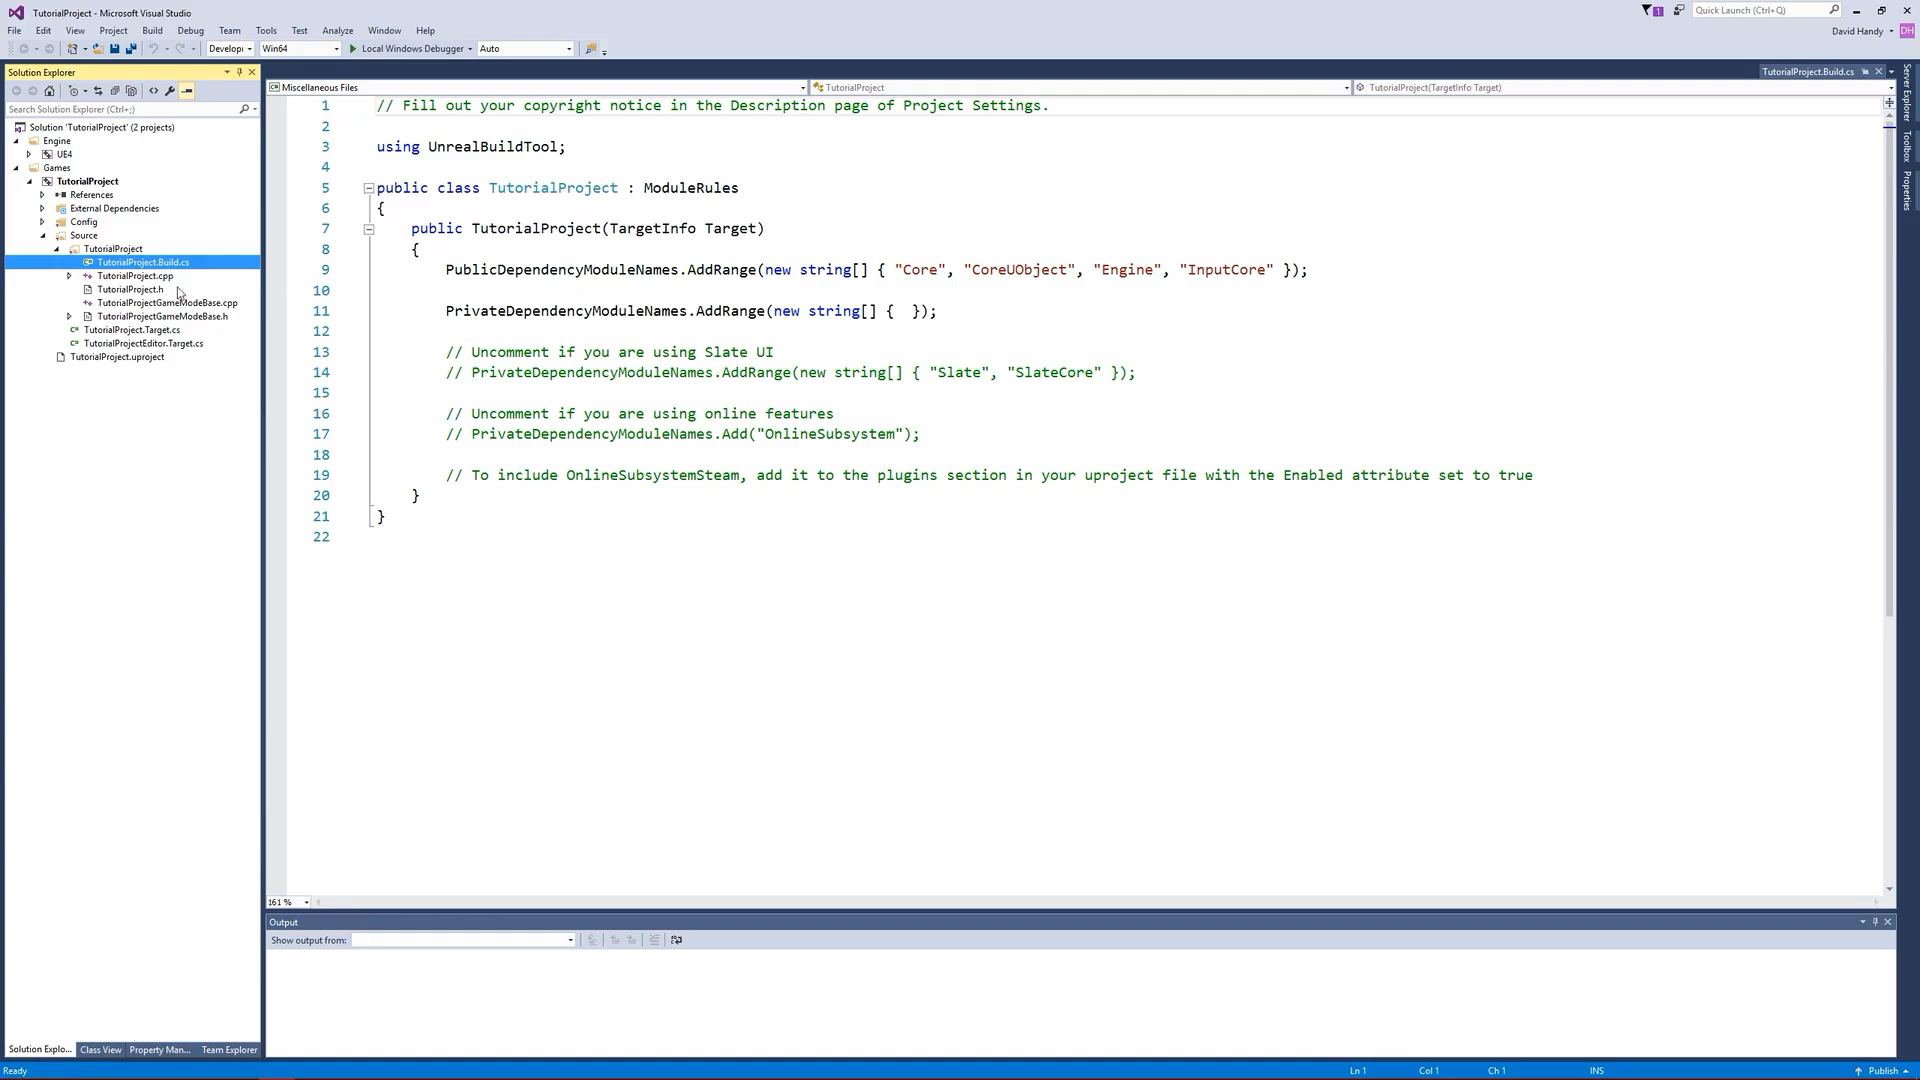 TutorialProject - Microsoft Visual Studio
1
Quick Launch (Ctrl+Q)
File Edit View Project Build Debug Team Tools Test Analyze Window Help
David Handy
DH
Developi Win64 Local Windows Debugger Auto
Solution Explorer
Search Solution Explorer (Ctrl+;)
Solution 'TutorialProject' (2 projects)
Engine
UE4
Games
TutorialProject
References
External Dependencies
Config
Source
TutorialProject
TutorialProject.Build.cs
TutorialProject.cpp
TutorialProject.h
TutorialProjectGameModeBase.cpp
TutorialProjectGameModeBase.h
TutorialProject.Target.cs
TutorialProjectEditor.Target.cs
TutorialProject.uproject
Solution Explo... Class View Property Man... Team Explorer
TutorialProject.Build.cs
Miscellaneous Files TutorialProject TutorialProject(TargetInfo Target)
1 // Fill out your copyright notice in the Description page of Project Settings.
2
3 using UnrealBuildTool;
4
5 public class TutorialProject : ModuleRules
6 {
7 public TutorialProject(TargetInfo Target)
8 {
9 PublicDependencyModuleNames.AddRange(new string[] { "Core", "CoreUObject", "Engine", "InputCore" });
10
11 PrivateDependencyModuleNames.AddRange(new string[] {  });
12
13 // Uncomment if you are using Slate UI
14 // PrivateDependencyModuleNames.AddRange(new string[] { "Slate", "SlateCore" });
15
16 // Uncomment if you are using online features
17 // PrivateDependencyModuleNames.Add("OnlineSubsystem");
18
19 // To include OnlineSubsystemSteam, add it to the plugins section in your uproject file with the Enabled attribute set to true
20 }
21 }
22
161 %
Output
Show output from:
Server Explorer
Toolbox
Properties
Ready Ln 1 Col 1 Ch 1 INS Publish